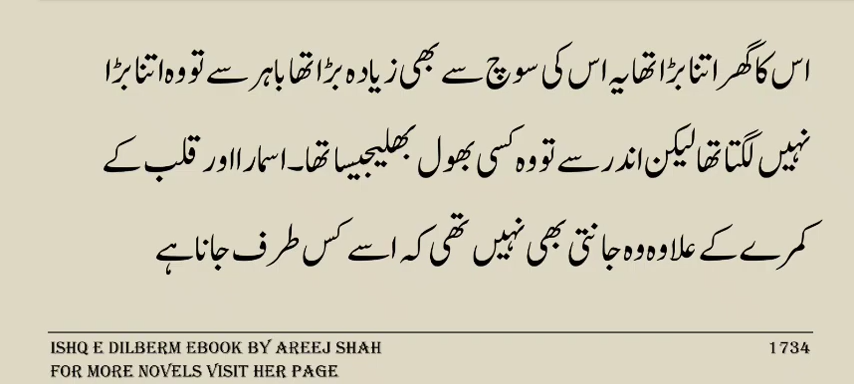 اس کا گھر اتنا بڑا تھا یہ اس کی سوچ سے بھی زیادہ بڑا تھا باہر سے تو وہ اتنا بڑا
نہیں لگتا تھا لیکن اندر سے تو وہ کسی بھول بھلیجیسا تھا۔اسمارا اور قلب کے
کمرے کے علاوہ وہ جانتی بھی نہیں تھی کہ اسے کس طرف جانا ہے
ISHQ E DILBERM EBOOK BY AREEJ SHAH 1734
FOR MORE NOVELS VISIT HER PAGE